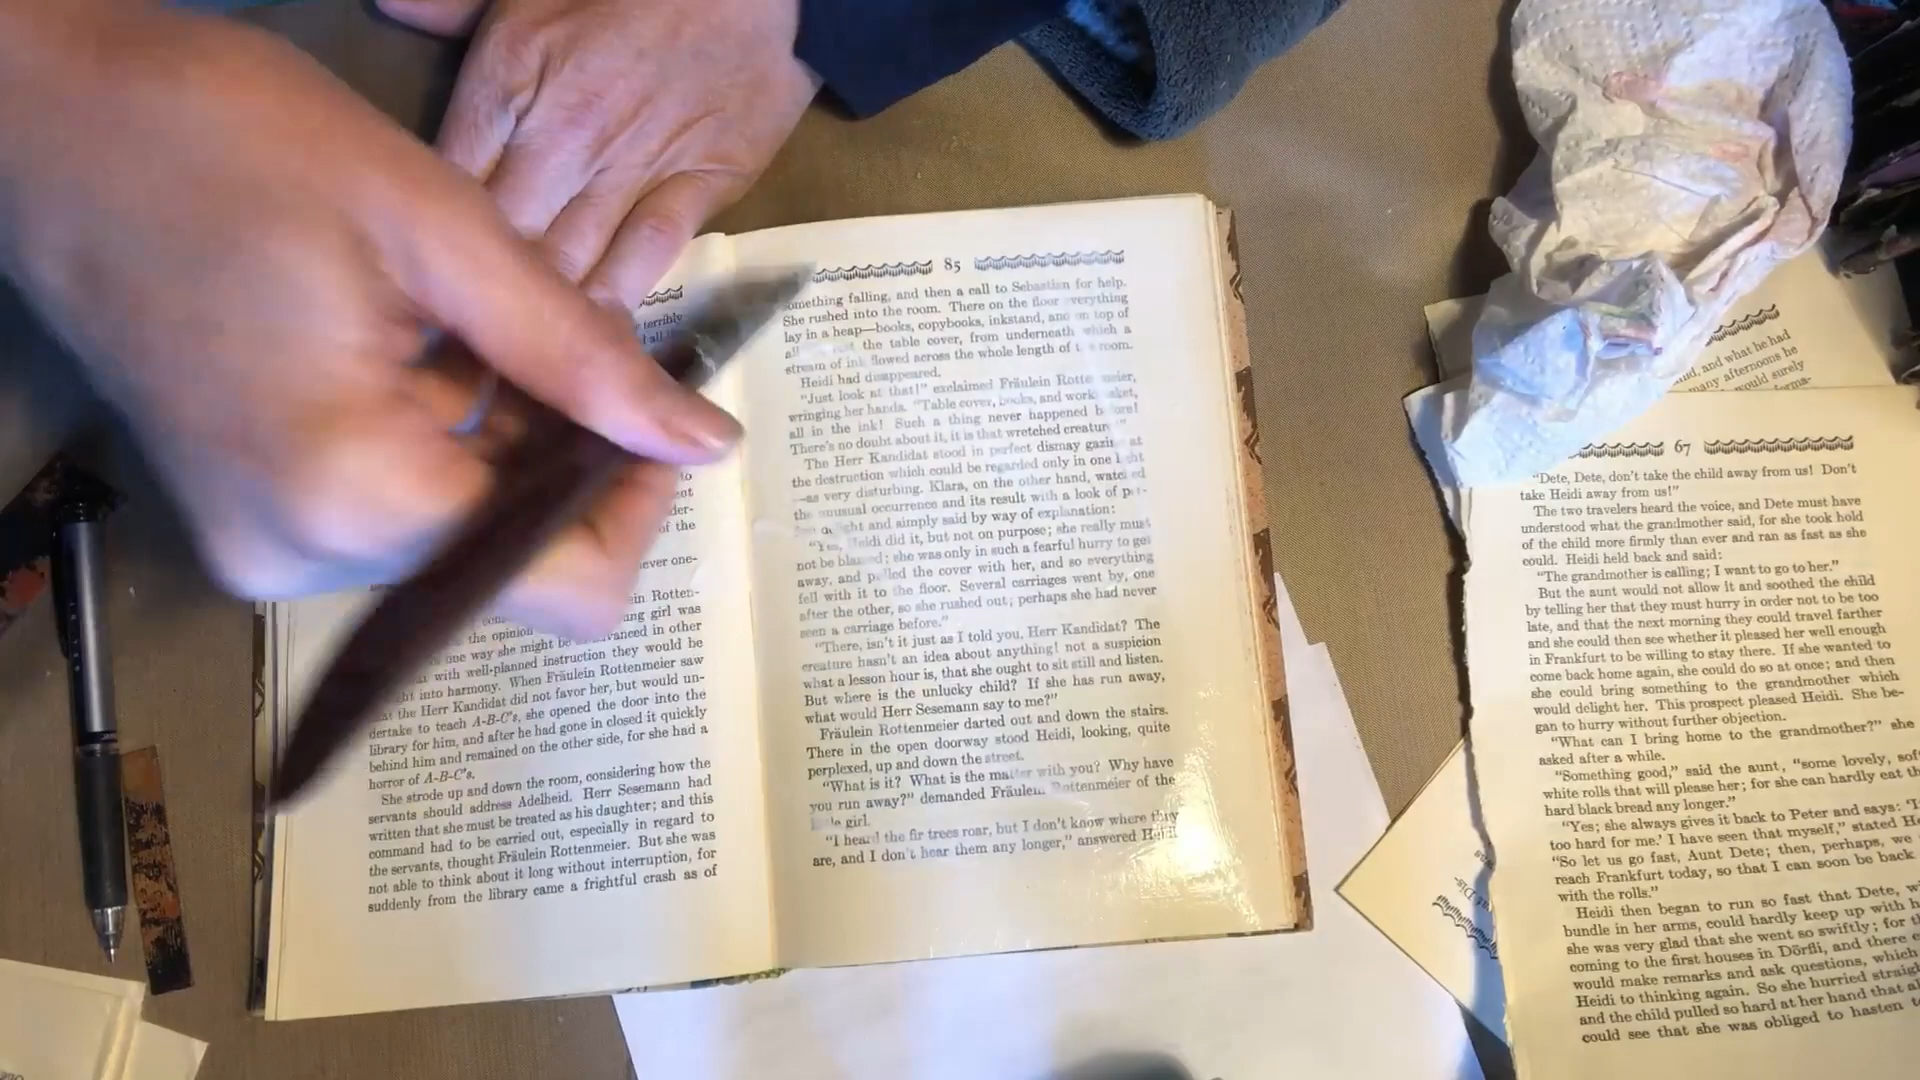 terribly
all
to
not
der-
of the
ever one-
ein Rotten-
ung girl was
the opinion vanced in other
one way she might be
with well-planned instruction they would be
into harmony. When Fräulein Rottenmeier saw
the Herr Kandidat did not favor her, but would un-
dertake to teach A-B-C's, she opened the door into the
library for him, and after he had gone in closed it quickly
behind him and remained on the other side, for she had a
horror of A-B-C's.
She strode up and down the room, considering how the
servants should address Adelheid. Herr Sesemann had
written that she must be treated as his daughter; and this
command had to be carried out, especially in regard to
the servants, thought Fräulein Rottenmeier. But she was
not able to think about it long without interruption, for
suddenly from the library came a frightful crash as of
85
something falling, and then a call to Sebastian for help.
She rushed into the room. There on the floor everything
lay in a heap—books, copybooks, inkstand, and on top of
all the table cover, from underneath which a
stream of ink flowed across the whole length of room.
Heidi had disappeared.
"Just look at that!" exclaimed Fräulein Rottenmeier,
wringing her hands. "Table cover, books, and work
all in the ink! Such a thing never happened before!
There's no doubt about it, it is that wretched creature
The Herr Kandidat stood in perfect dismay gazing at
the destruction which could be regarded only in one light
—as very disturbing. Klara, on the other hand, watched
the unusual occurrence and its result with a look of per-
and simply said by way of explanation:
"Yes, Heidi did it, but not on purpose; she really must
not be blamed; she was only in such a fearful hurry to get
away, and pulled the cover with her, and so everything
fell with it to the floor. Several carriages went by, one
after the other, so she rushed out; perhaps she had never
seen a carriage before."
"There, isn't it just as I told you, Herr Kandidat? The
creature hasn't an idea about anything! not a suspicion
what a lesson hour is, that she ought to sit still and listen.
But where is the unlucky child? If she has run away,
what would Herr Sesemann say to me?"
Fräulein Rottenmeier darted out and down the stairs.
There in the open doorway stood Heidi, looking, quite
perplexed, up and down the street.
"What is it? What is the matter with you? Why have
you run away?" demanded Fräulein Rottenmeier of the
girl.
"I heard the fir trees roar, but I don't know where they
are, and I don't hear them any longer," answered Heidi
and what he had
many afternoons he
would surely
67
"Dete, Dete, don't take the child away from us! Don't
take Heidi away from us!"
The two travelers heard the voice, and Dete must have
understood what the grandmother said, for she took hold
of the child more firmly than ever and ran as fast as she
could. Heidi held back and said:
"The grandmother is calling; I want to go to her."
But the aunt would not allow it and soothed the child
by telling her that they must hurry in order not to be too
late, and that the next morning they could travel farther
and she could then see whether it pleased her well enough
in Frankfurt to be willing to stay there. If she wanted to
come back home again, she could do so at once; and then
she could bring something to the grandmother which
would delight her. This prospect pleased Heidi. She be-
gan to hurry without further objection.
"What can I bring home to the grandmother?" she
asked after a while.
"Something good," said the aunt, "some lovely, sof
white rolls that will please her; for she can hardly eat th
hard black bread any longer."
"Yes; she always gives it back to Peter and says:
too hard for me.' I have seen that myself," stated He
"So let us go fast, Aunt Dete; then, perhaps, we
reach Frankfurt today, so that I can soon be back
with the rolls."
Heidi then began to run so fast that Dete, w
bundle in her arms, could hardly keep up with h
she was very glad that she went so swiftly; for t
coming to the first houses in Dörfli, and there
would make remarks and ask questions, which
Heidi to thinking again. So she hurried straigh
and the child pulled so hard at her hand that al
could see that she was obliged to hasten